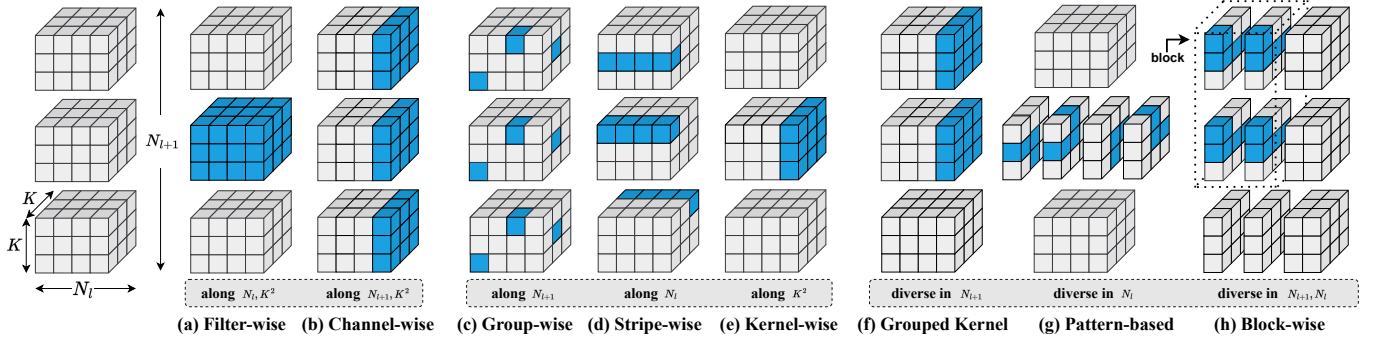 block
N_{l+1}
K
K
N_l
along N_l, K^2
along N_{l+1}, K^2
along N_{l+1}
along N_l
along K^2
diverse in N_{l+1}
diverse in N_l
diverse in N_{l+1}, N_l
(a) Filter-wise
(b) Channel-wise
(c) Group-wise
(d) Stripe-wise
(e) Kernel-wise
(f) Grouped Kernel
(g) Pattern-based
(h) Block-wise